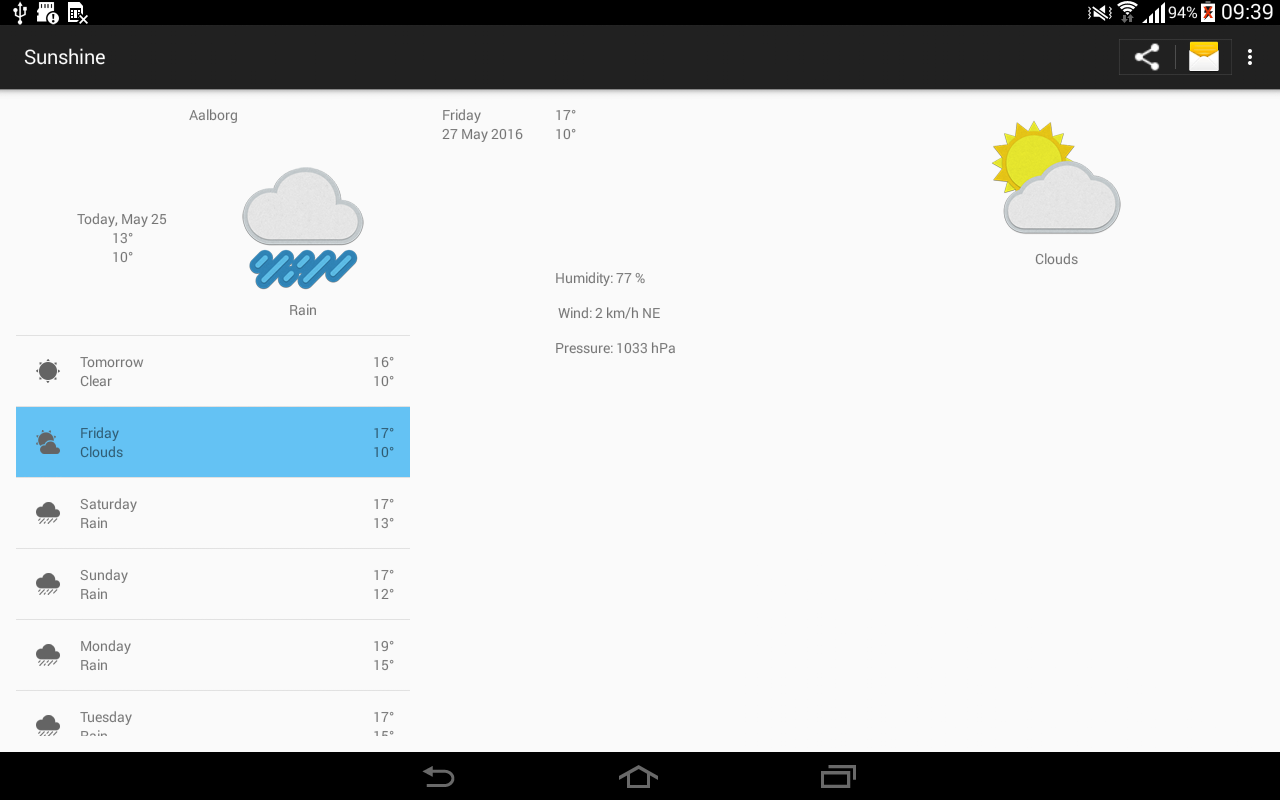 94% 09:39
Sunshine
Aalborg
Today, May 25
13°
10°
Rain
Tomorrow 16°
Clear 10°
Friday 17°
Clouds 10°
Saturday 17°
Rain 13°
Sunday 17°
Rain 12°
Monday 19°
Rain 15°
Tuesday 17°
Rain 15°
Friday 17°
27 May 2016 10°
Humidity: 77 %
Wind: 2 km/h NE
Pressure: 1033 hPa
Clouds